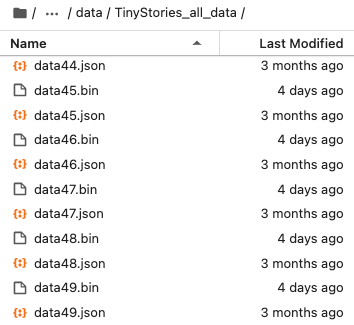 / ... / data / TinyStories_all_data /
Name Last Modified
data44.json 3 months ago
data45.bin 4 days ago
data45.json 3 months ago
data46.bin 4 days ago
data46.json 3 months ago
data47.bin 4 days ago
data47.json 3 months ago
data48.bin 4 days ago
data48.json 3 months ago
data49.bin 4 days ago
data49.json 3 months ago